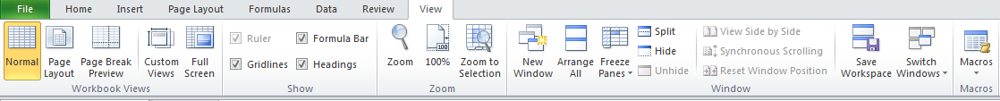 File Home Insert Page Layout Formulas Data Review View
Normal
Page Layout
Page Break Preview
Custom Views
Full Screen
Workbook Views
Ruler
Formula Bar
Gridlines
Headings
Show
Zoom
100
100%
Zoom to Selection
Zoom
New Window
Arrange All
Freeze Panes
Split
Hide
Unhide
View Side by Side
Synchronous Scrolling
Reset Window Position
Save Workspace
Switch Windows
Window
Macros
Macros